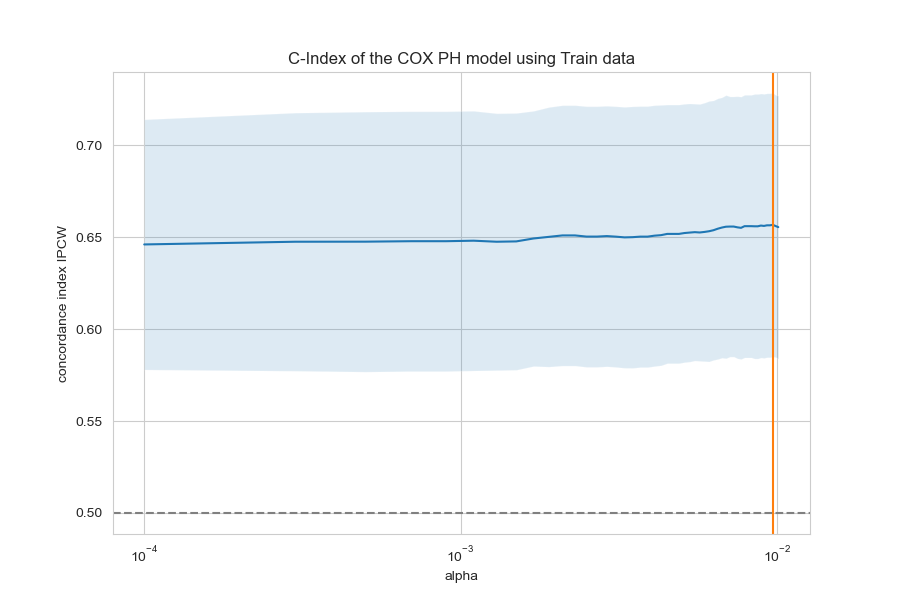 C-Index of the COX PH model using Train data
concordance index IPCW
0.70
0.65
0.60
0.55
0.50
10⁻⁴
10⁻³
10⁻²
alpha